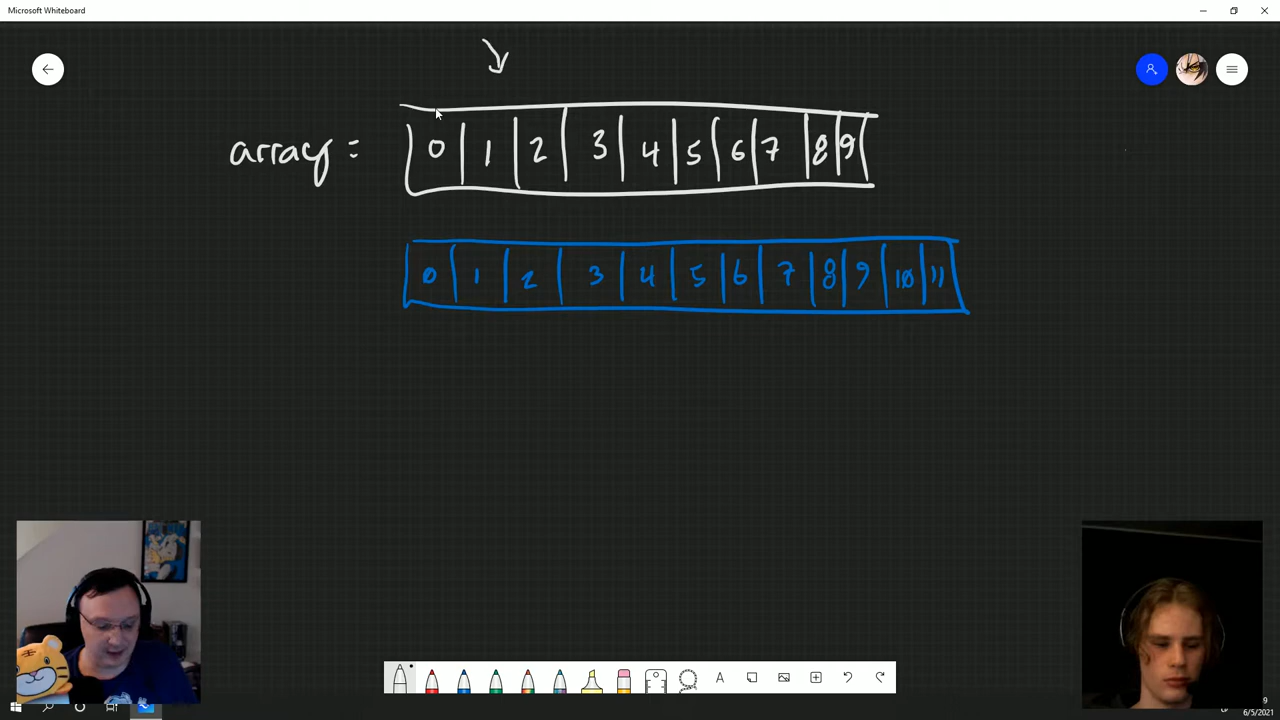 Microsoft Whiteboard
array = 0 1 2 3 4 5 6 7 8 9
0 1 2 3 4 5 6 7 8 9 10 11
A
9
6/5/2021